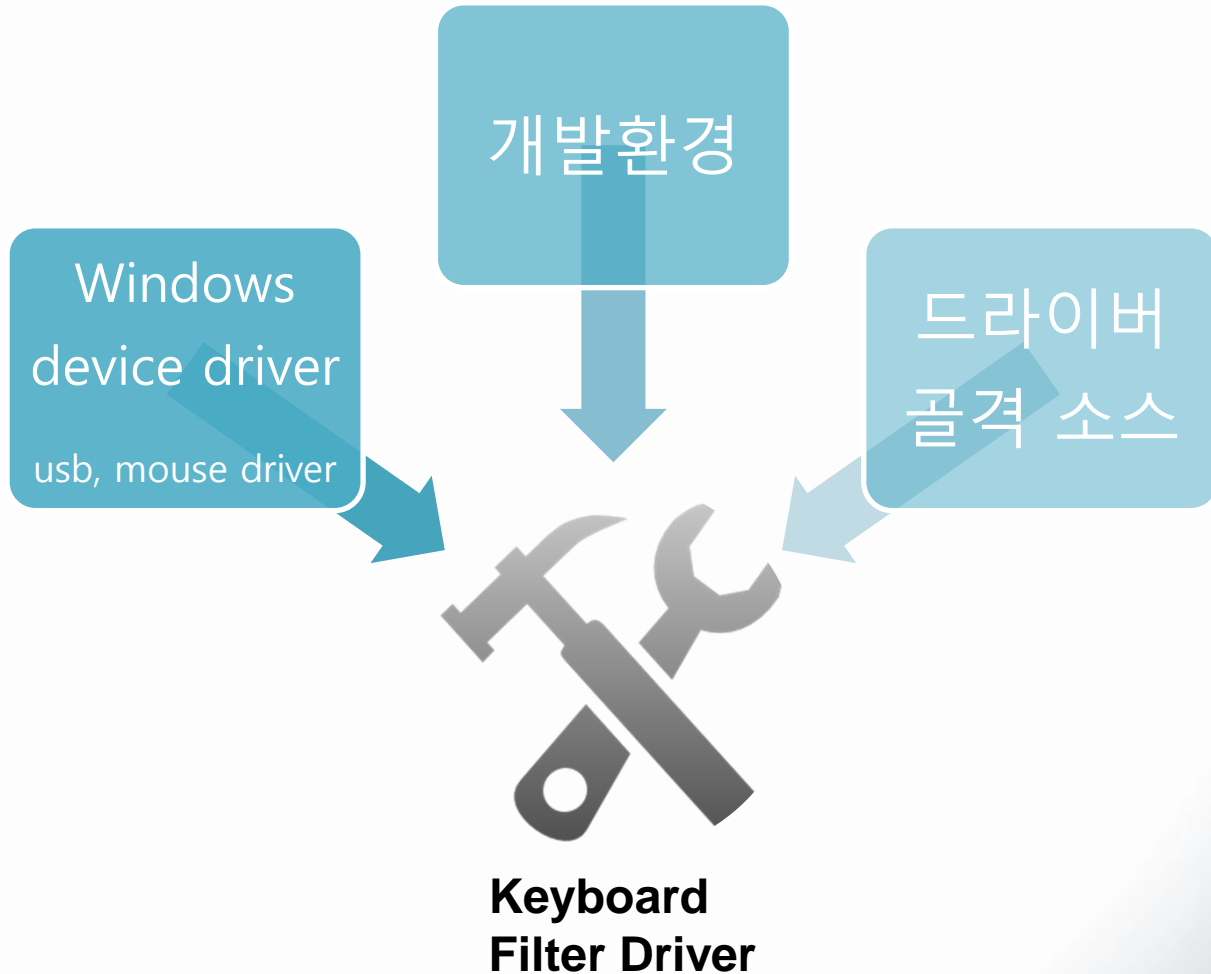 개발환경
Windows
device driver
usb, mouse driver
드라이버
골격 소스
Keyboard
Filter Driver